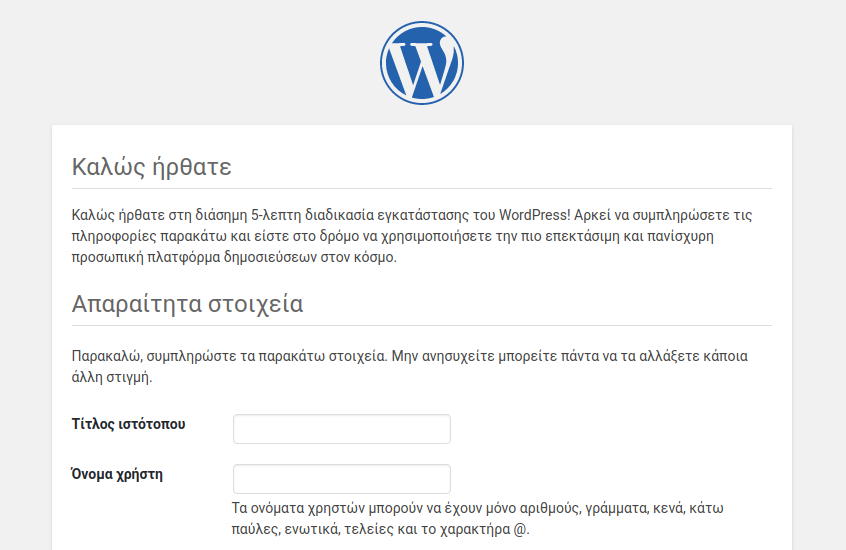 Καλώς ήρθατε
Καλώς ήρθατε στη διάσημη 5-λεπτη διαδικασία εγκατάστασης του WordPress! Αρκεί να συμπληρώσετε τις
πληροφορίες παρακάτω και είστε στο δρόμο να χρησιμοποιήσετε την πιο επεκτάσιμη και πανίσχυρη
προσωπική πλατφόρμα δημοσιεύσεων στον κόσμο.
Απαραίτητα στοιχεία
Παρακαλώ, συμπληρώστε τα παρακάτω στοιχεία. Μην ανησυχείτε μπορείτε πάντα να τα αλλάξετε κάποια
άλλη στιγμή.
Τίτλος ιστότοπου
Όνομα χρήστη
Τα ονόματα χρηστών μπορούν να έχουν μόνο αριθμούς, γράμματα, κενά, κάτω
παύλες, ενωτικά, τελείες και το χαρακτήρα @.